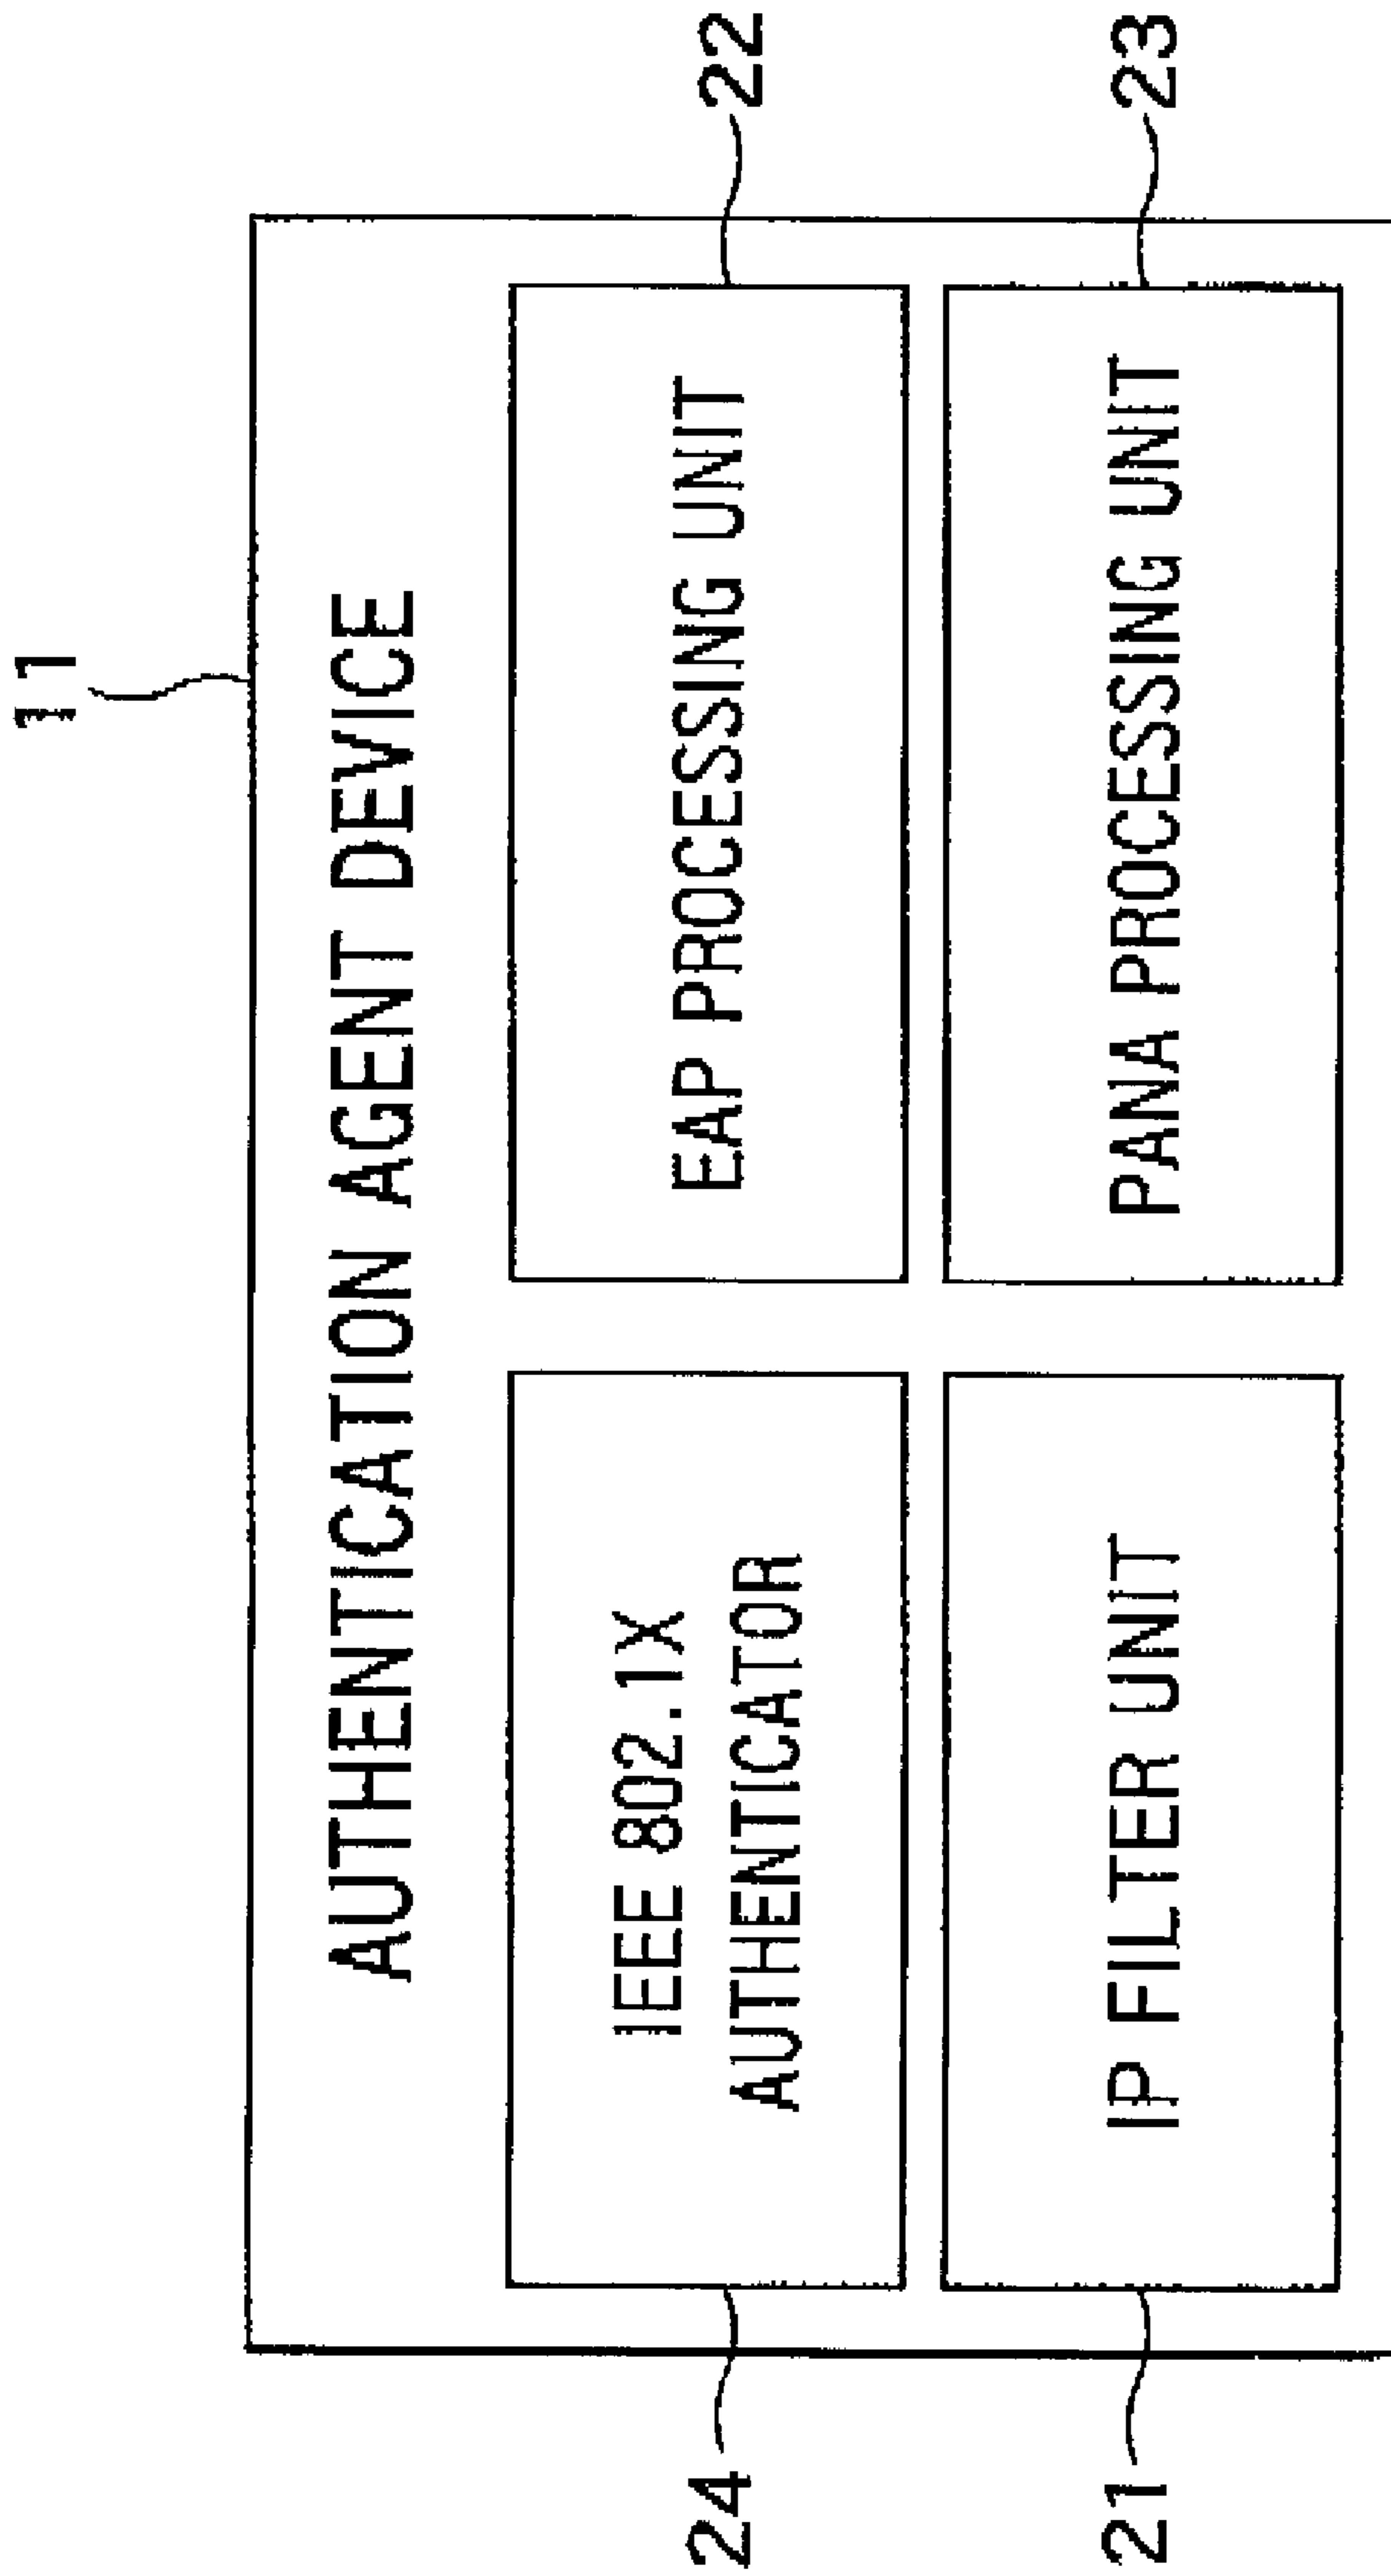 11
AUTHENTICATION AGENT DEVICE
24
IEEE 802.1X
AUTHENTICATOR
EAP PROCESSING UNIT
22
21
IP FILTER UNIT
PANA PROCESSING UNIT
23